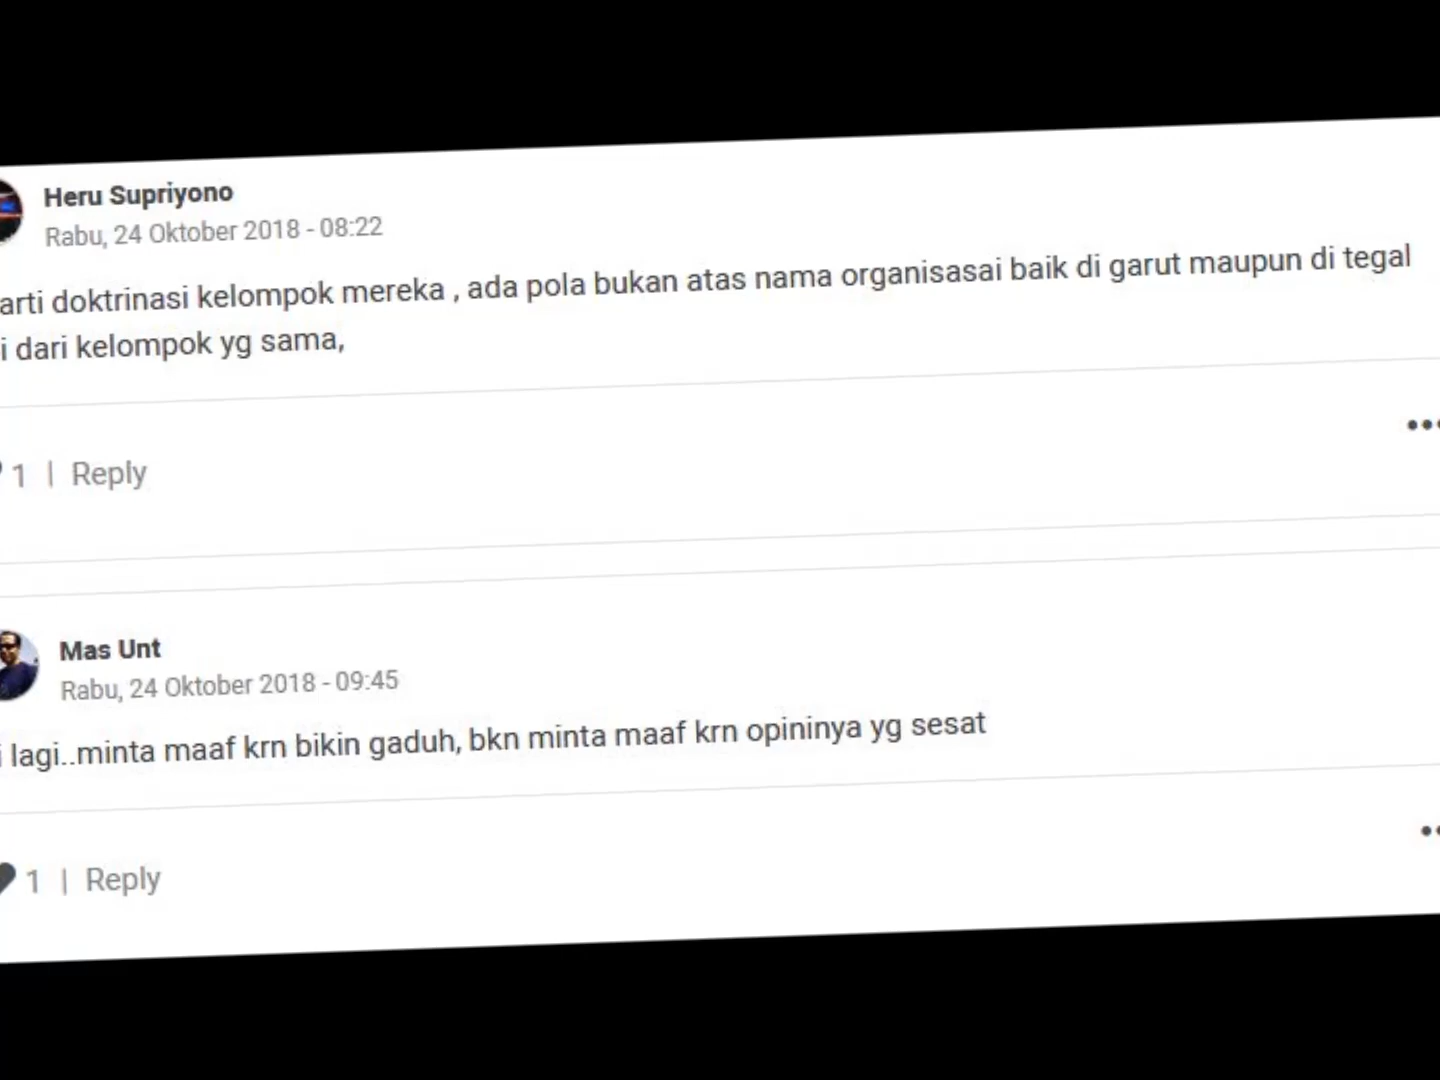 Heru Supriyono
Rabu, 24 Oktober 2018 - 08:22
doktrinasi kelompok mereka , ada pola bukan atas nama organisasai baik di garut maupun di tegal
dari kelompok yg sama,
1 | Reply
Mas Unt
Rabu, 24 Oktober 2018 - 09:45
lagi..minta maaf krn bikin gaduh, bkn minta maaf krn opininya yg sesat
1 | Reply